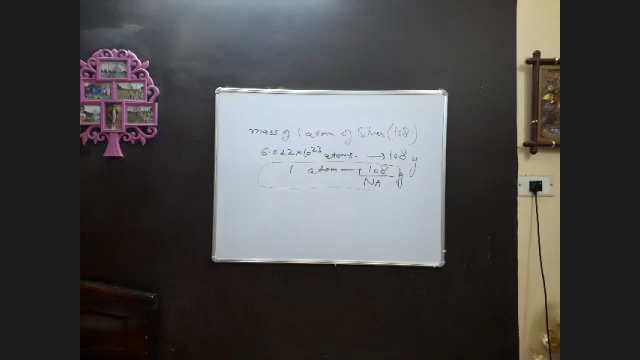 mass of 1 atom of Silver (108)
6.022 × 10²³ atoms. → 108 g
1 atom — 108 g
NA